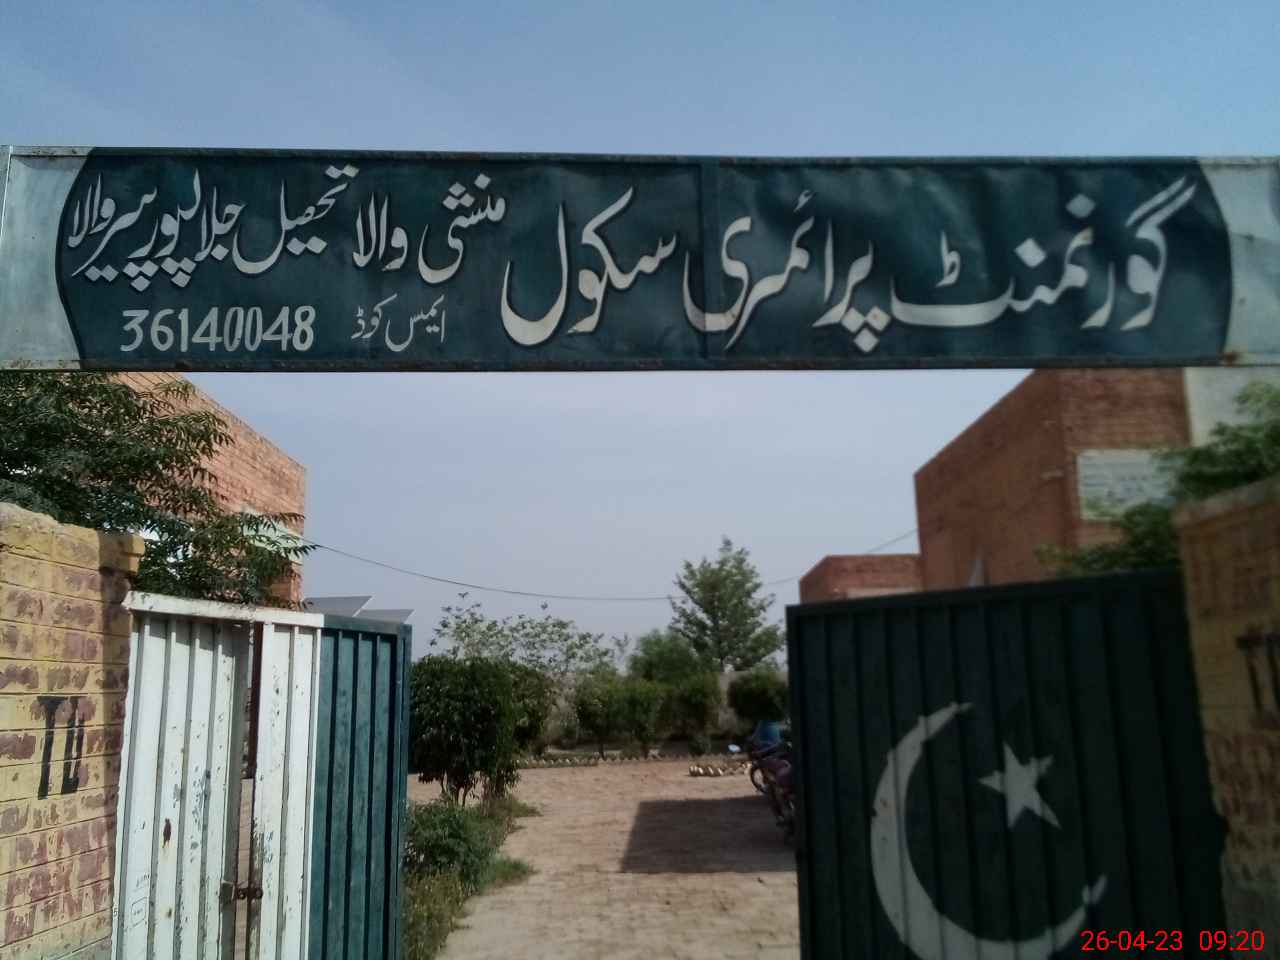 گورنمنٹ پرائمری سکول منشی والا تحصیل جلالپور پیروالا
ایمس کوڈ 36140048
26-04-23 09:20